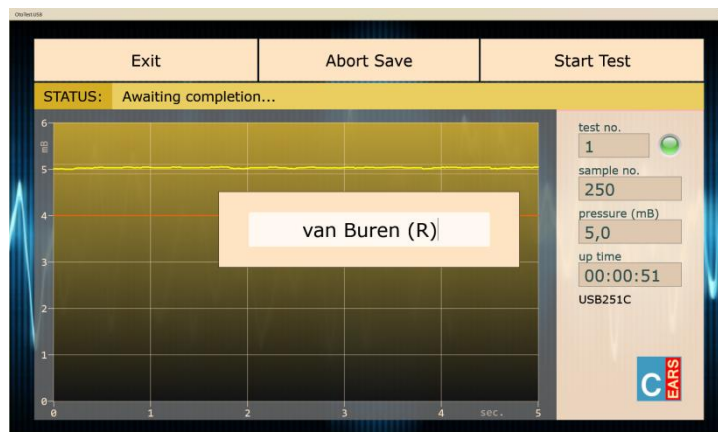 OtoTest USB
Exit
Abort Save
Start Test
STATUS: Awaiting completion...
6
mB
5
4
3
2
1
0
0 1 2 3 4 sec. 5
van Buren (R)
test no.
1
sample no.
250
pressure (mB)
5,0
up time
00:00:51
USB251C
C EARS